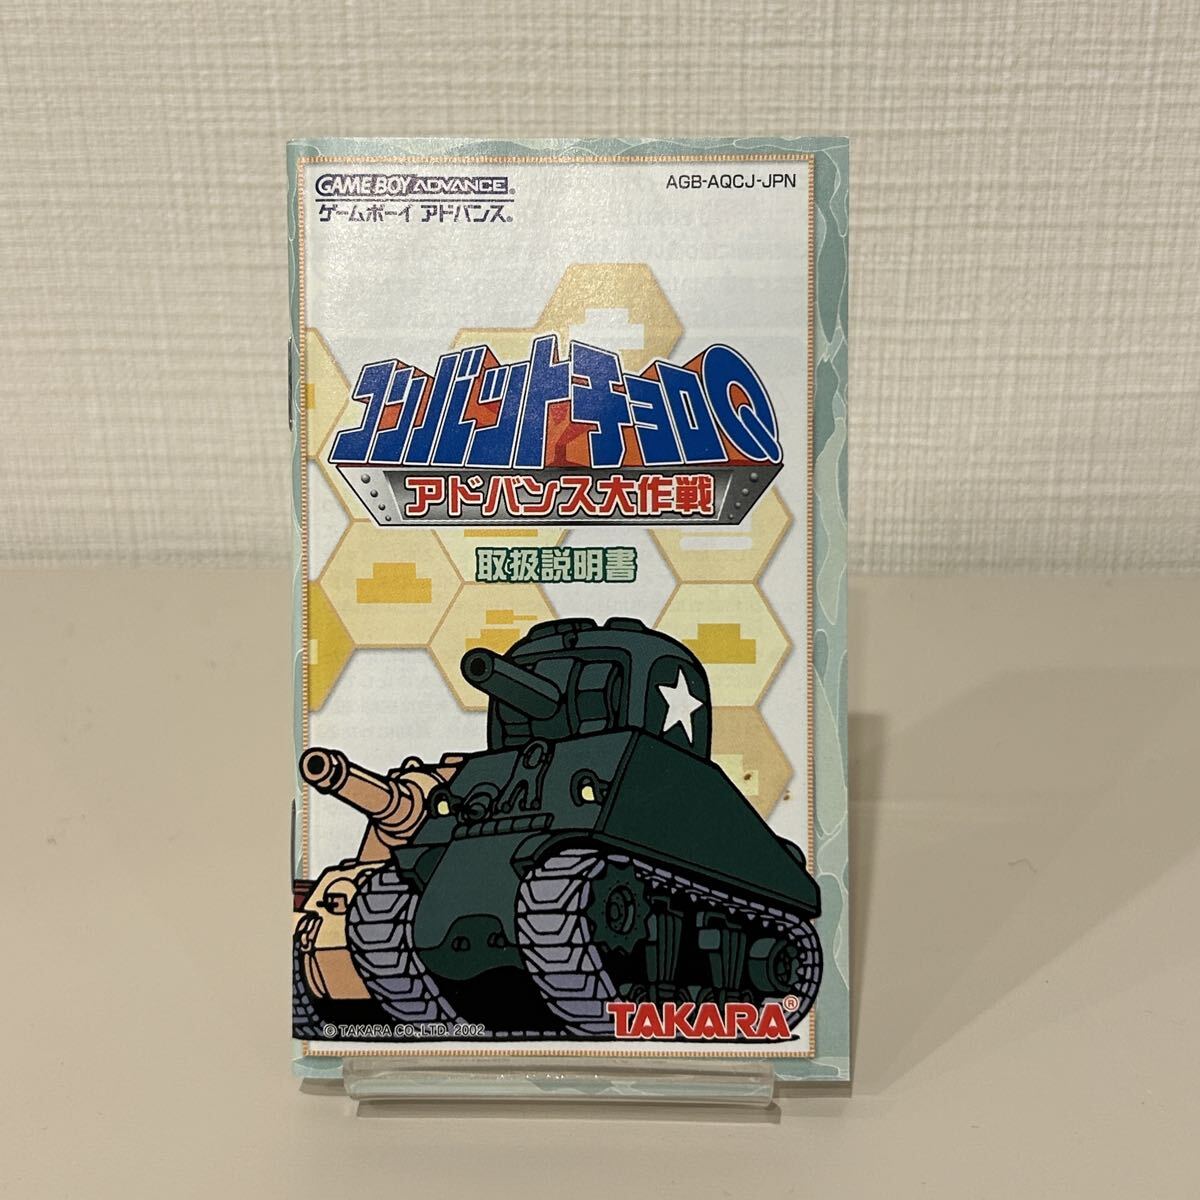 GAME BOY ADVANCE®
ゲームボーイ アドバンス®
AGB-AQCJ-JPN
コンバットチョロQ
アドバンス大作戦
取扱説明書
© TAKARA CO.,LTD. 2002
TAKARA®